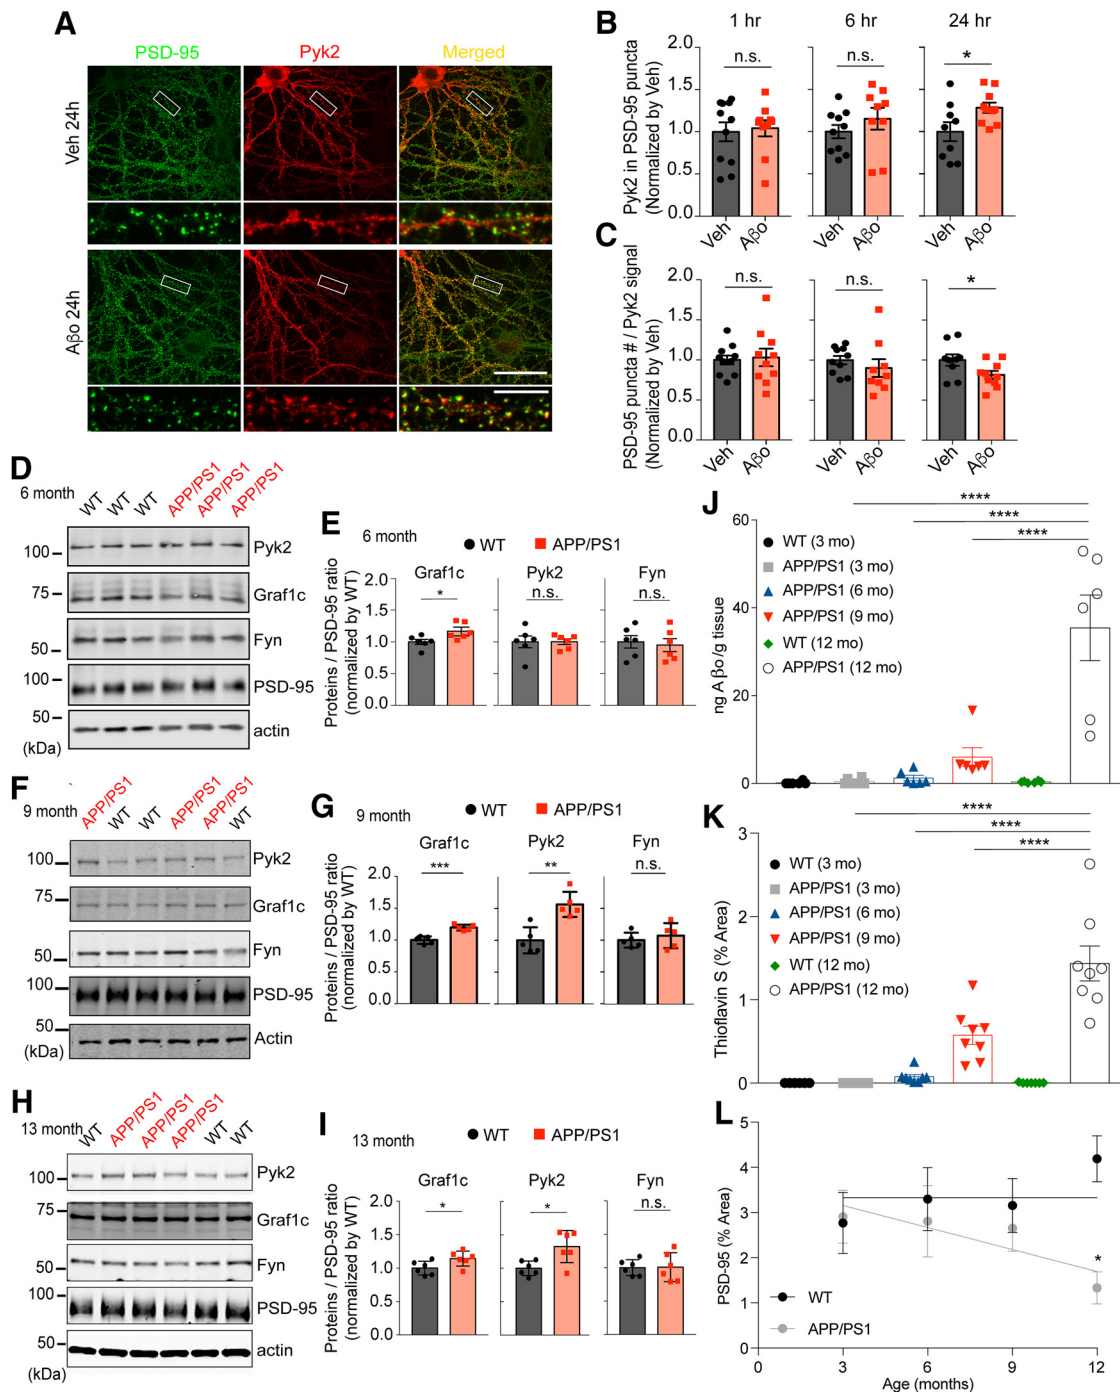 A
PSD-95 Pyk2 Merged
Veh 24h
Aβo 24h
B
1 hr 6 hr 24 hr
Pyk2 in PSD-95 puncta
(Normalized by Veh)
2.0
1.5
1.0
0.5
0.0
n.s. n.s. *
Veh Aβo Veh Aβo Veh Aβo
C
PSD-95 puncta # / Pyk2 signal
(Normalized by Veh)
2.0
1.5
1.0
0.5
0.0
n.s. n.s. *
Veh Aβo Veh Aβo Veh Aβo
D
6 month
WT WT WT APP/PS1 APP/PS1 APP/PS1
100 Pyk2
75 Graf1c
50 Fyn
100 PSD-95
50 actin
(kDa)
E
6 month WT APP/PS1
Graf1c Pyk2 Fyn
Proteins / PSD-95 ratio
(normalized by WT)
2.0
1.5
1.0
0.5
0.0
* n.s. n.s.
F
9 month
APP/PS1 WT WT APP/PS1 APP/PS1 WT
100 Pyk2
75 Graf1c
50 Fyn
100 PSD-95
50 Actin
(kDa)
G
9 month WT APP/PS1
Graf1c Pyk2 Fyn
Proteins / PSD-95 ratio
(normalized by WT)
2.0
1.5
1.0
0.5
0.0
*** ** n.s.
H
13 month
WT APP/PS1 APP/PS1 APP/PS1 WT WT
100 Pyk2
75 Graf1c
50 Fyn
100 PSD-95
50 actin
(kDa)
I
13 month WT APP/PS1
Graf1c Pyk2 Fyn
Proteins / PSD-95 ratio
(normalized by WT)
2.0
1.5
1.0
0.5
0.0
* * n.s.
J
****
****
****
ng Aβo/g tissue
60
40
20
0
WT (3 mo)
APP/PS1 (3 mo)
APP/PS1 (6 mo)
APP/PS1 (9 mo)
WT (12 mo)
APP/PS1 (12 mo)
K
****
****
****
Thioflavin S (% Area)
3
2
1
0
WT (3 mo)
APP/PS1 (3 mo)
APP/PS1 (6 mo)
APP/PS1 (9 mo)
WT (12 mo)
APP/PS1 (12 mo)
L
PSD-95 (% Area)
5
4
3
2
1
0
*
WT
APP/PS1
0 3 6 9 12
Age (months)